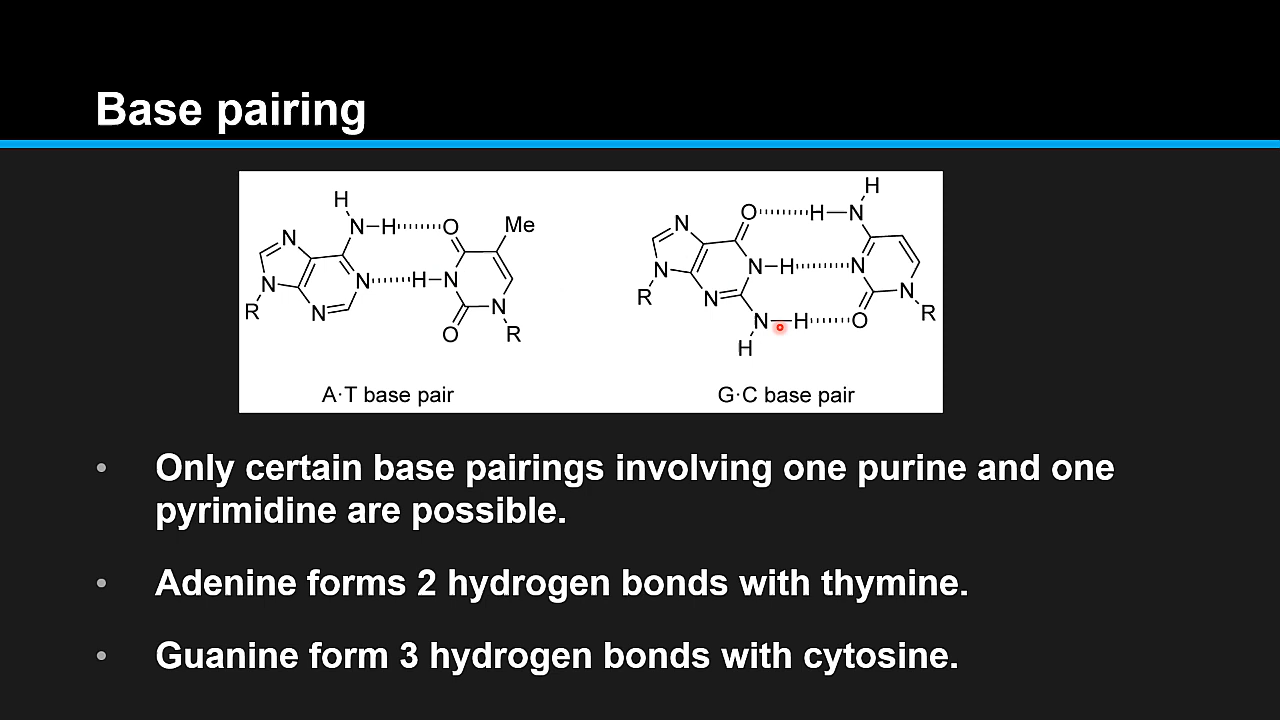 Base pairing
H
N H O Me
N N H N
N N N
R O R
A·T base pair
H
O H N
N N H N
N N N
R N H O R
H
G·C base pair
• Only certain base pairings involving one purine and one
pyrimidine are possible.
• Adenine forms 2 hydrogen bonds with thymine.
• Guanine form 3 hydrogen bonds with cytosine.